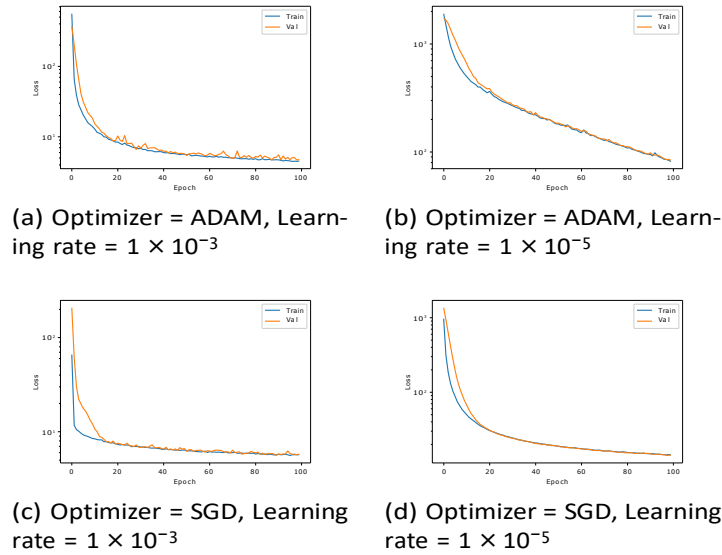 Train
Val
10²
10¹
Loss
0 20 40 60 80 100
Epoch
(a) Optimizer = ADAM, Learn-
ing rate = 1 × 10⁻³
Train
Val
10³
10²
Loss
0 20 40 60 80 100
Epoch
(b) Optimizer = ADAM, Learn-
ing rate = 1 × 10⁻⁵
Train
Val
10²
10¹
Loss
0 20 40 60 80 100
Epoch
(c) Optimizer = SGD, Learning
rate = 1 × 10⁻³
Train
Val
10³
10²
Loss
0 20 40 60 80 100
Epoch
(d) Optimizer = SGD, Learning
rate = 1 × 10⁻⁵